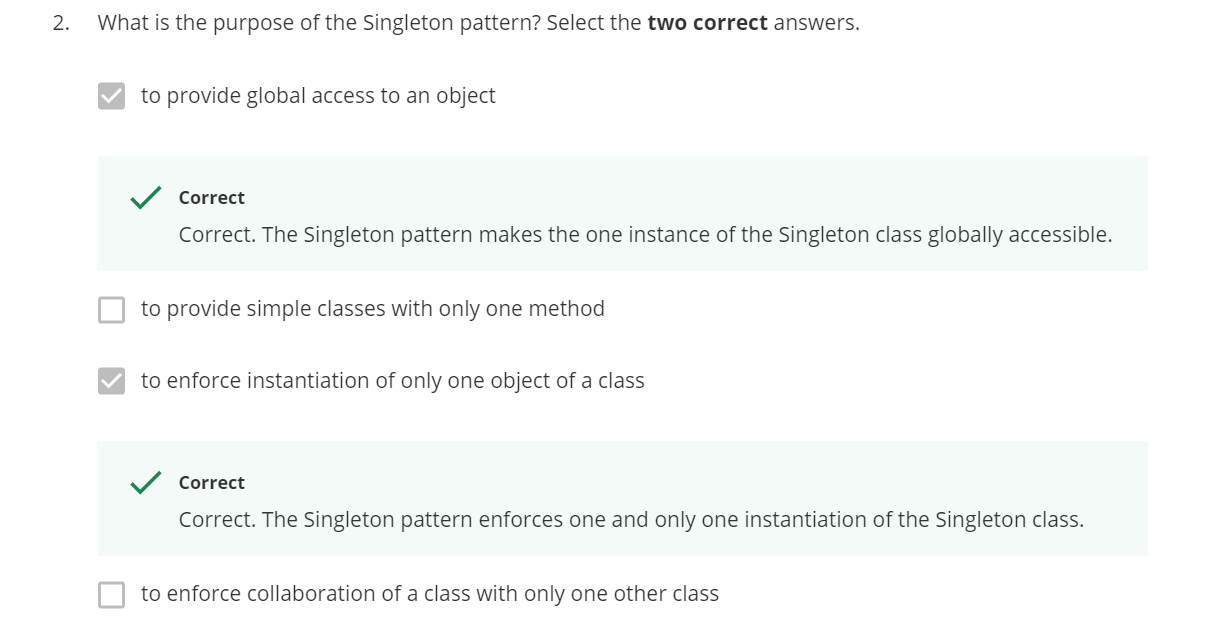 2. What is the purpose of the Singleton pattern? Select the two correct answers.
to provide global access to an object
Correct
Correct. The Singleton pattern makes the one instance of the Singleton class globally accessible.
to provide simple classes with only one method
to enforce instantiation of only one object of a class
Correct
Correct. The Singleton pattern enforces one and only one instantiation of the Singleton class.
to enforce collaboration of a class with only one other class